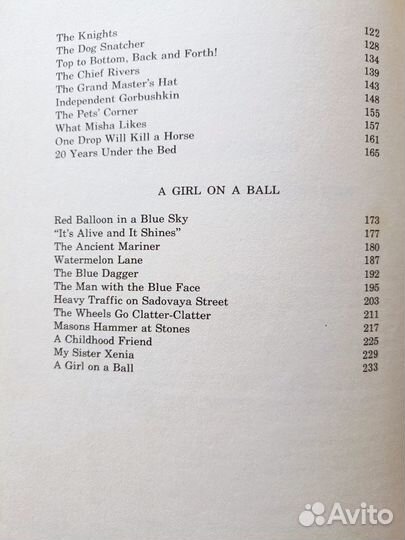 The Knights 122
The Dog Snatcher 128
Top to Bottom, Back and Forth! 134
The Chief Rivers 139
The Grand Master's Hat 143
Independent Gorbushkin 148
The Pets' Corner 155
What Misha Likes 157
One Drop Will Kill a Horse 161
20 Years Under the Bed 165
A GIRL ON A BALL
Red Balloon in a Blue Sky 173
"It's Alive and It Shines" 177
The Ancient Mariner 180
Watermelon Lane 187
The Blue Dagger 192
The Man with the Blue Face 195
Heavy Traffic on Sadovaya Street 203
The Wheels Go Clatter-Clatter 211
Masons Hammer at Stones 217
A Childhood Friend 225
My Sister Xenia 229
A Girl on a Ball 233
Avito